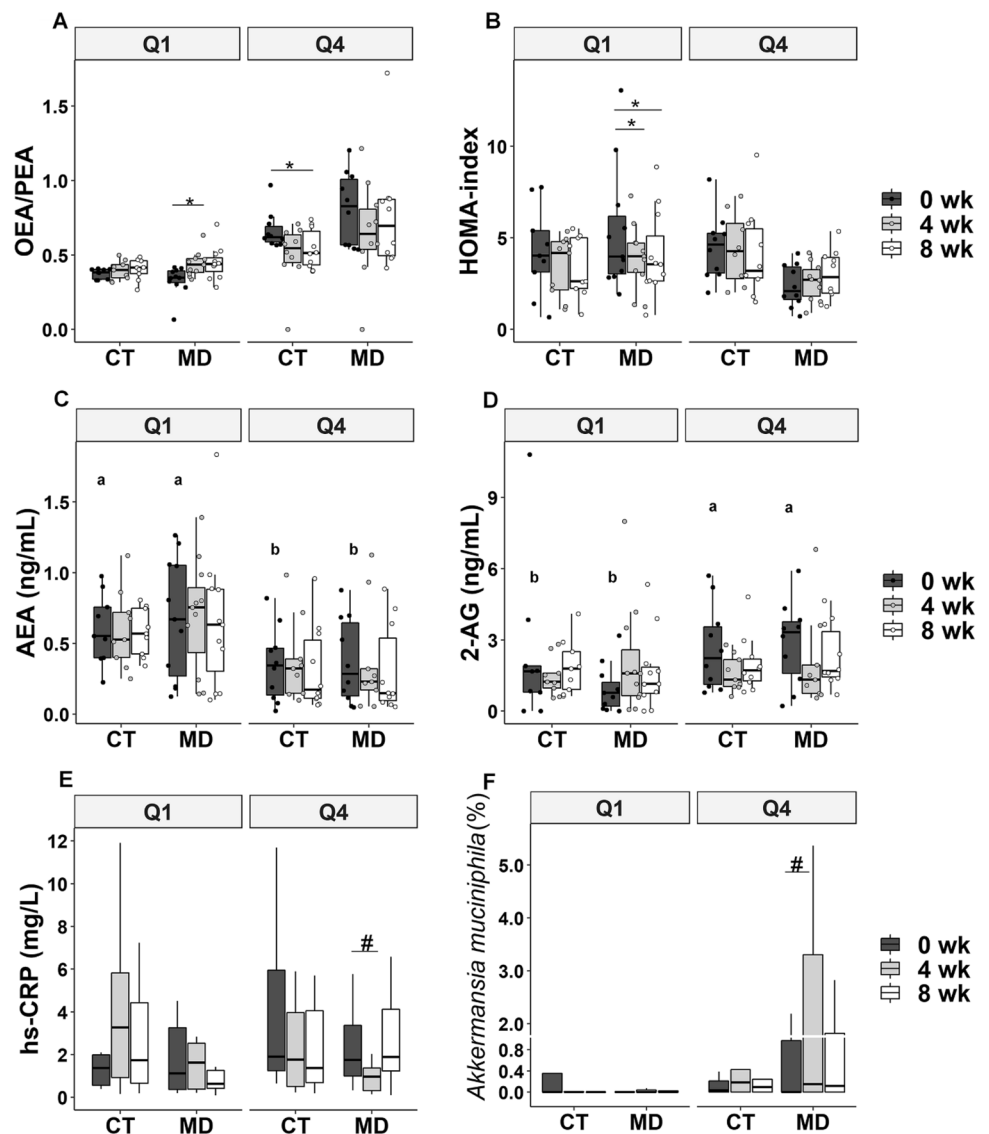 A
Q1 Q4
OEA/PEA
1.5
1.0
0.5
0.0
* *
CT MD CT MD
B
Q1 Q4
HOMA-index
10
5
0
*
*
CT MD CT MD
0 wk
4 wk
8 wk
C
Q1 Q4
AEA (ng/mL)
1.5
1.0
0.5
0.0
a a b b
CT MD CT MD
D
Q1 Q4
2-AG (ng/mL)
9
6
3
0
b b a a
CT MD CT MD
0 wk
4 wk
8 wk
E
Q1 Q4
hs-CRP (mg/L)
12
10
8
6
4
2
0
#
CT MD CT MD
F
Q1 Q4
Akkermansia muciniphila(%)
5.0
4.0
3.0
2.0
0.8
0.4
0.0
#
CT MD CT MD
0 wk
4 wk
8 wk